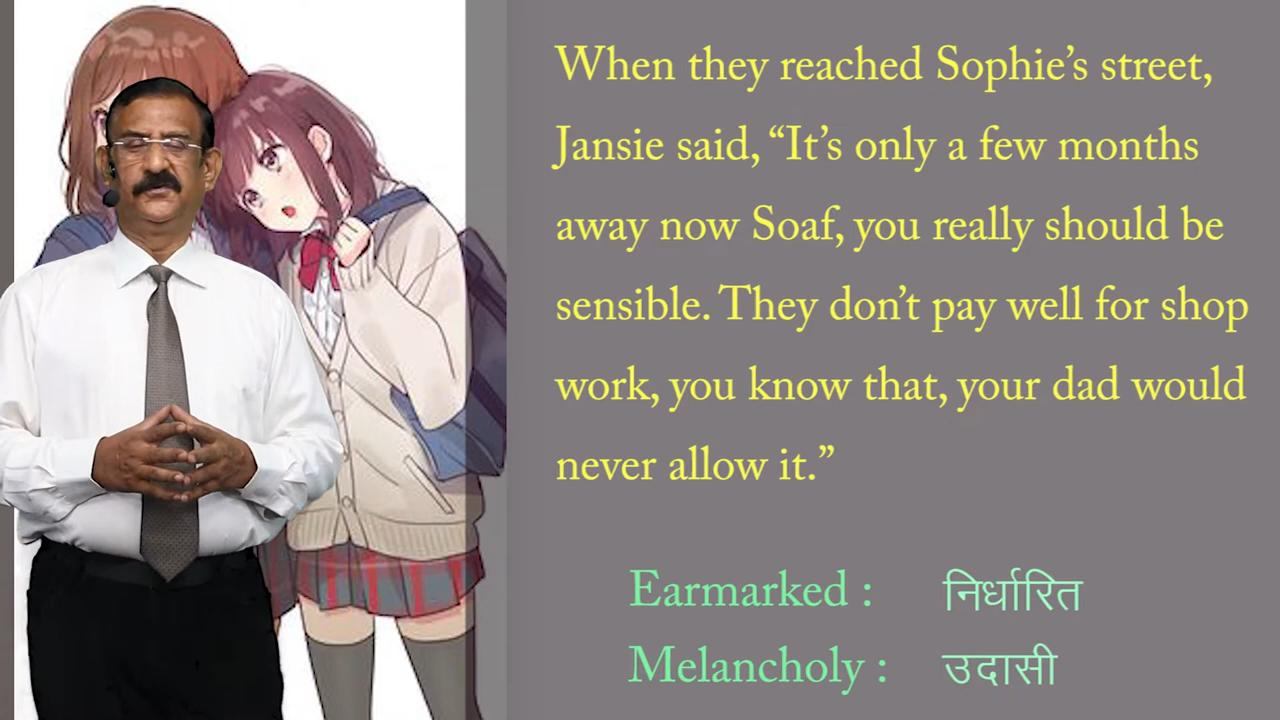 When they reached Sophie’s street,
Jansie said, “It’s only a few months
away now Soaf, you really should be
sensible. They don’t pay well for shop
work, you know that, your dad would
never allow it.”
Earmarked : निर्धारित
Melancholy : उदासी